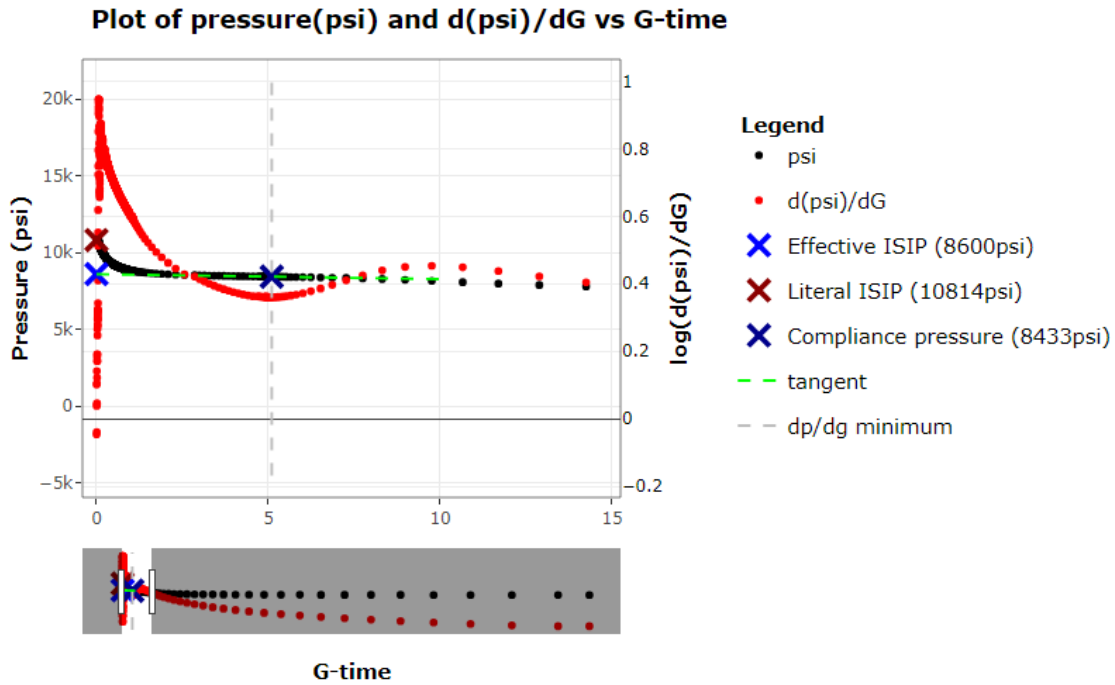 Plot of pressure(psi) and d(psi)/dG vs G-time
Pressure (psi)
20k
15k
10k
5k
0
−5k
0
5
10
15
1
0.8
0.6
0.4
0.2
0
−0.2
log(d(psi)/dG)
Legend
psi
d(psi)/dG
Effective ISIP (8600psi)
Literal ISIP (10814psi)
Compliance pressure (8433psi)
tangent
dp/dg minimum
G-time